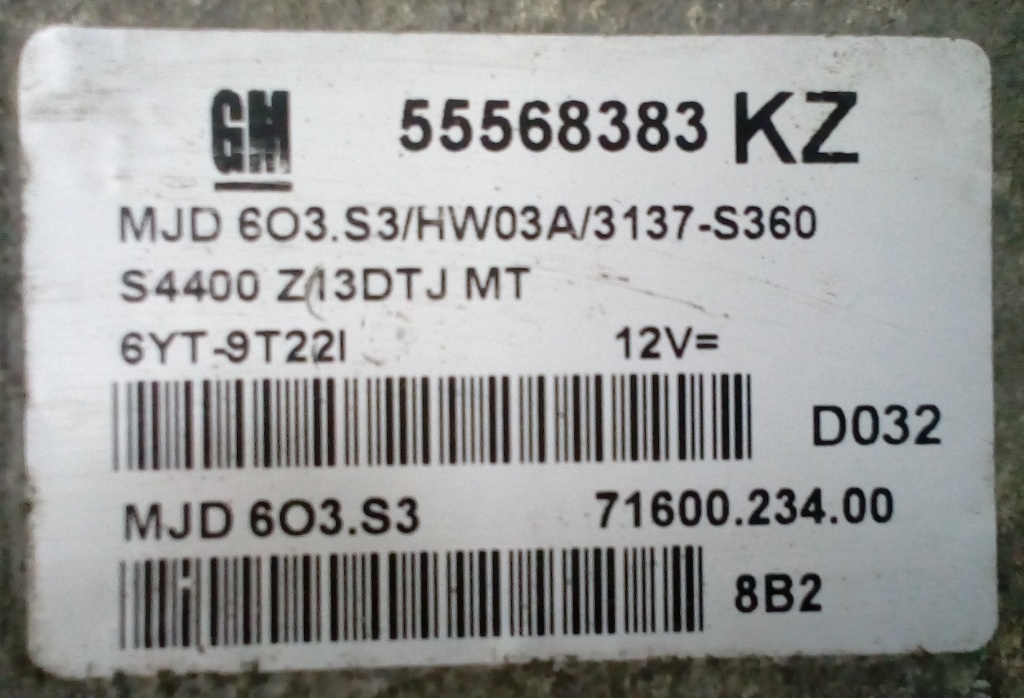 GM 55568383 KZ
MJD 6O3.S3/HW03A/3137-S360
S4400 Z13DTJ MT
6YT-9T22I 12V=
D032
MJD 6O3.S3 71600.234.00
8B2